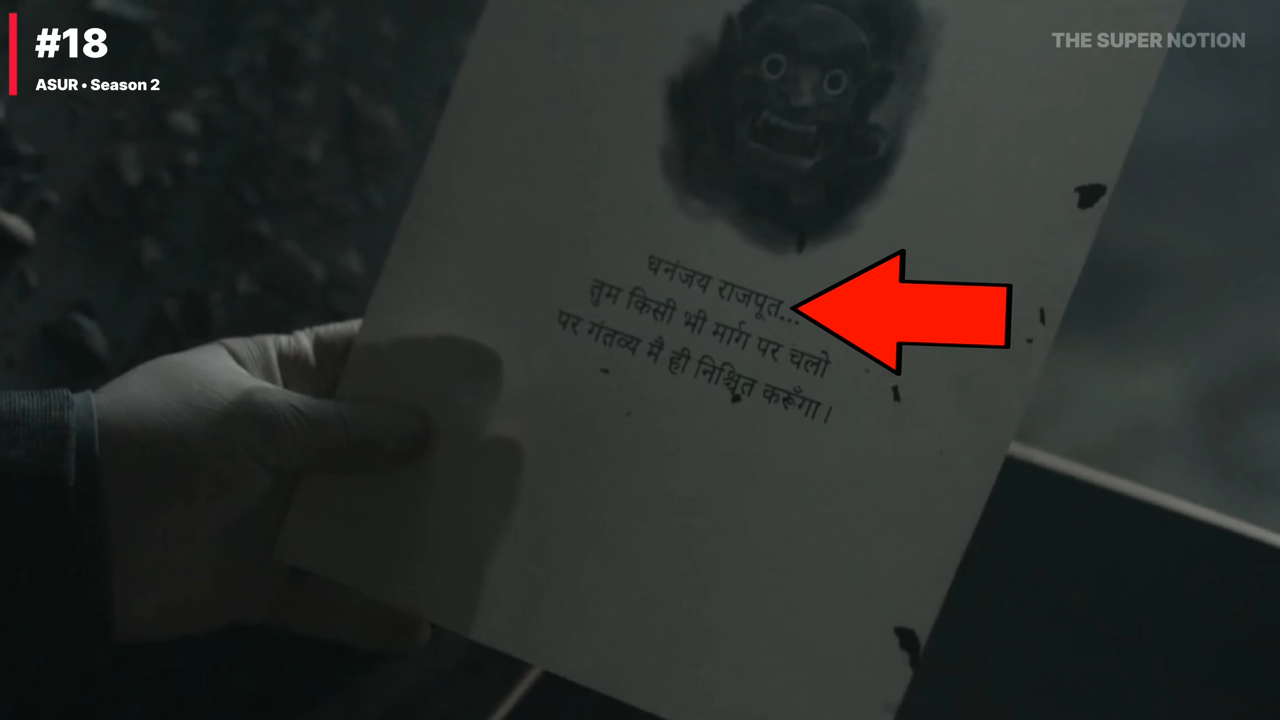 #18
ASUR • Season 2
THE SUPER NOTION
धनंजय राजपूत...
तुम किसी भी मार्ग पर चलो
पर गंतव्य मै ही निश्चित करूँगा।